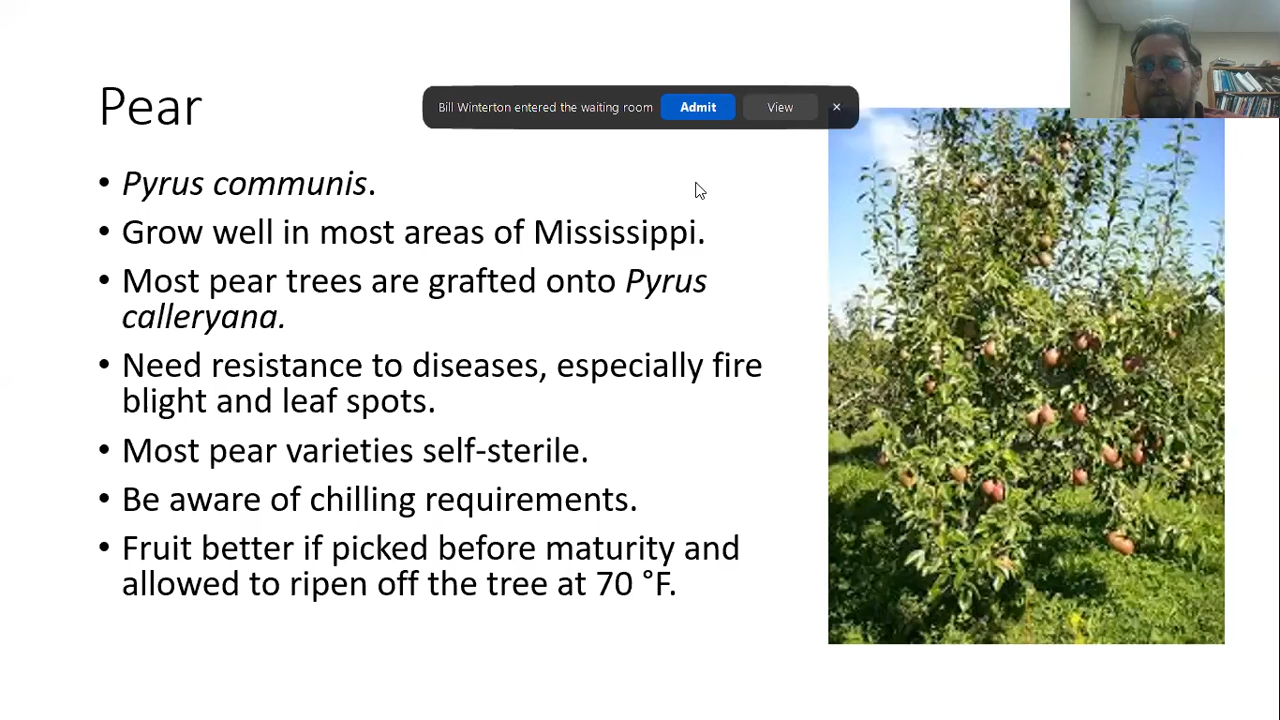 Pear
Bill Winterton entered the waiting room Admit View ×
• Pyrus communis.
• Grow well in most areas of Mississippi.
• Most pear trees are grafted onto Pyrus
calleryana.
• Need resistance to diseases, especially fire
blight and leaf spots.
• Most pear varieties self-sterile.
• Be aware of chilling requirements.
• Fruit better if picked before maturity and
allowed to ripen off the tree at 70 °F.